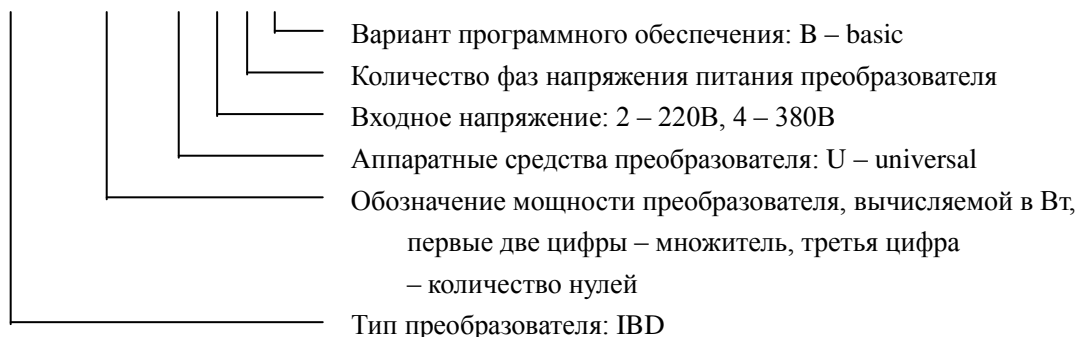 Вариант программного обеспечения: B – basic
Количество фаз напряжения питания преобразователя
Входное напряжение: 2 – 220В, 4 – 380В
Аппаратные средства преобразователя: U – universal
Обозначение мощности преобразователя, вычисляемой в Вт,
первые две цифры – множитель, третья цифра
– количество нулей
Тип преобразователя: IBD